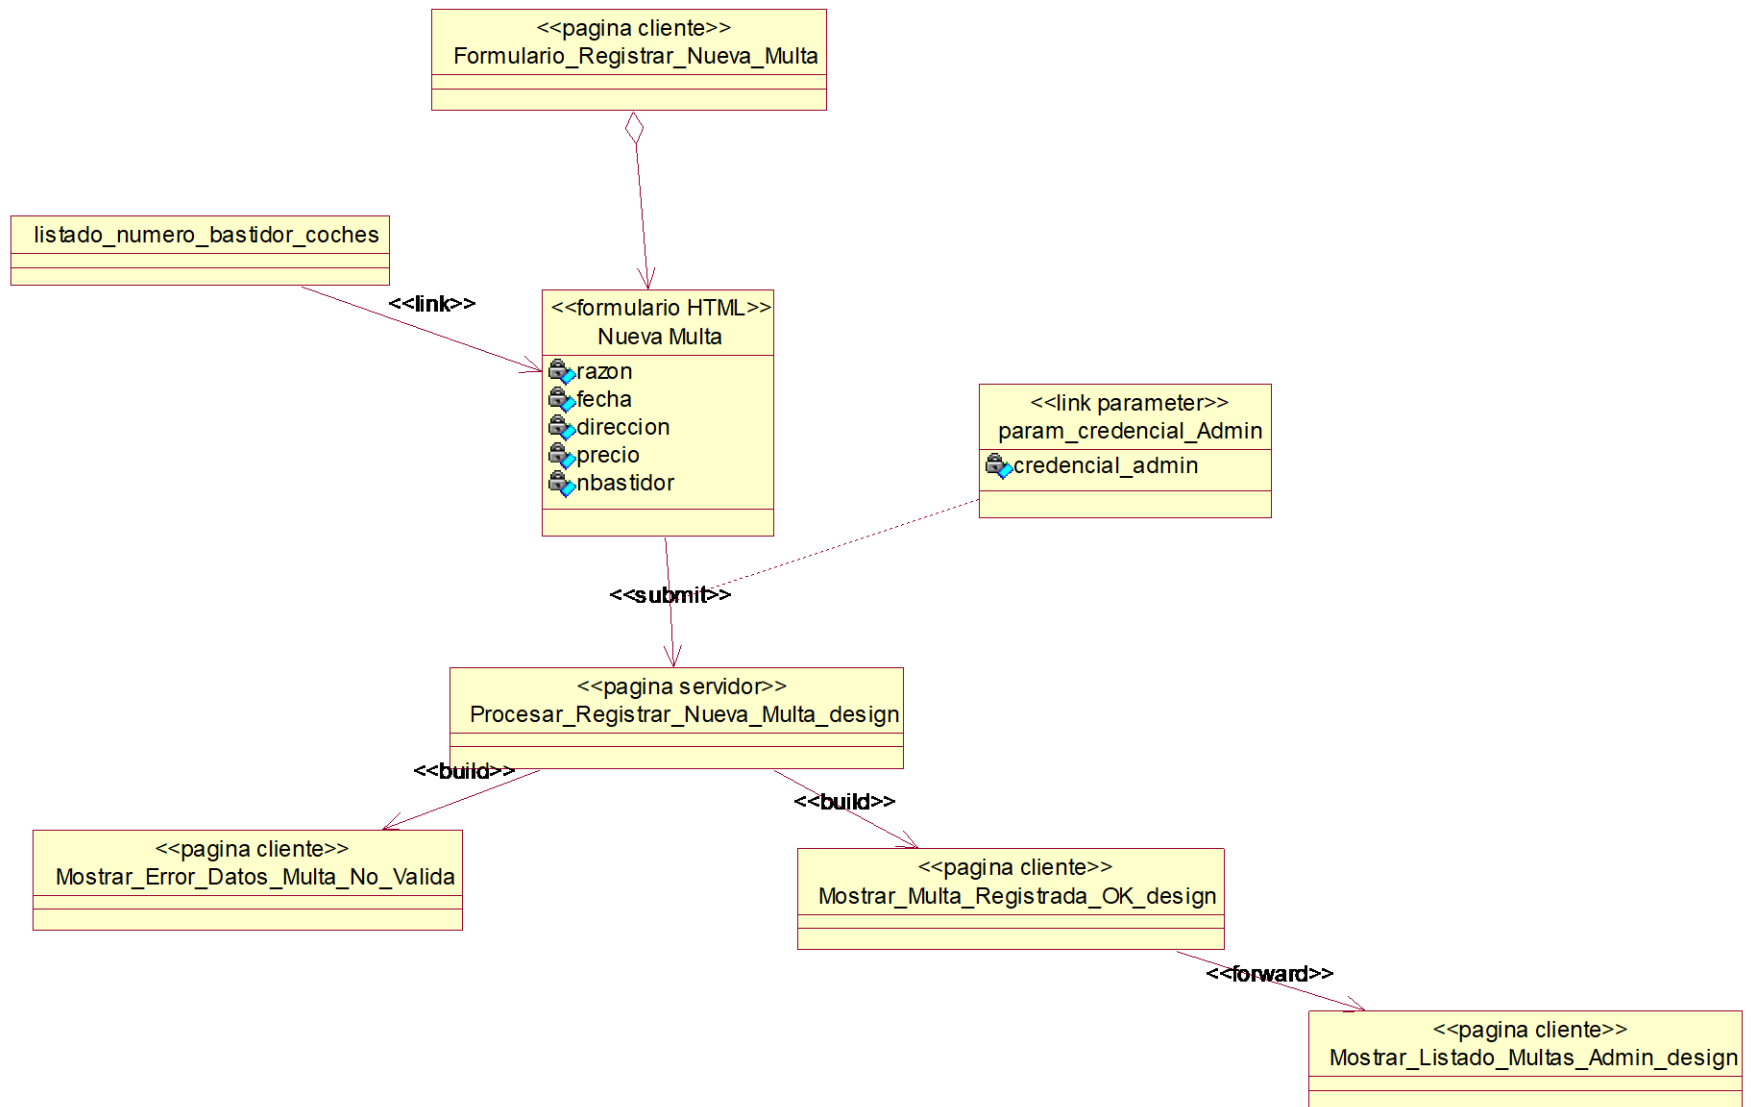 <<pagina cliente>>
Formulario_Registrar_Nueva_Multa
listado_numero_bastidor_coches
<<link>>
<<formulario HTML>>
Nueva Multa
razon
fecha
direccion
precio
nbastidor
<<link parameter>>
param_credencial_Admin
credencial_admin
<<submit>>
<<pagina servidor>>
Procesar_Registrar_Nueva_Multa_design
<<build>>
<<build>>
<<pagina cliente>>
Mostrar_Error_Datos_Multa_No_Valida
<<pagina cliente>>
Mostrar_Multa_Registrada_OK_design
<<forward>>
<<pagina cliente>>
Mostrar_Listado_Multas_Admin_design